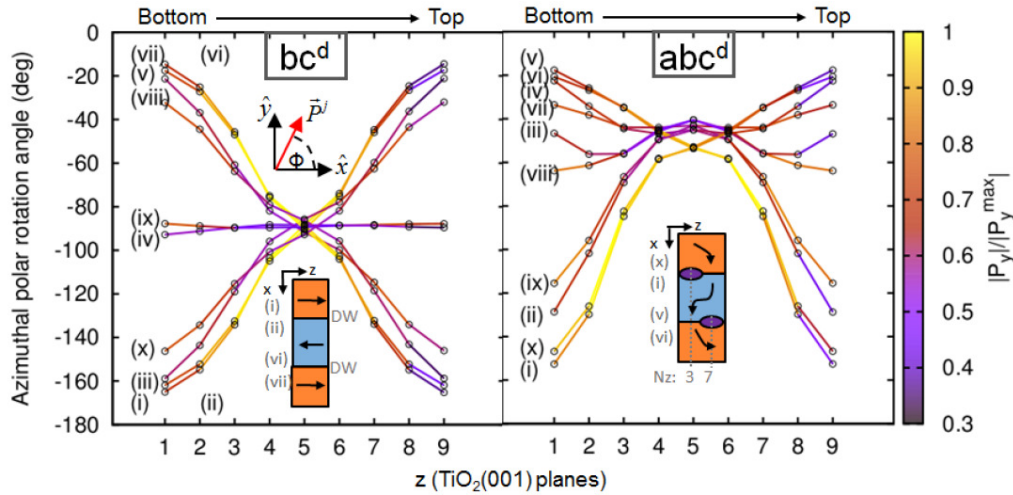 Bottom Top Bottom Top
bc^d abc^d
Azimuthal polar rotation angle (deg)
0
-20
-40
-60
-80
-100
-120
-140
-160
-180
(vii) (vi)
(v)
(viii)
ŷ P⃗^j
Φ x̂
(ix)
(iv)
(x)
(iii)
(i) (ii)
z
x
(i)
DW
(ii)
(vi)
DW
(vii)
1 2 3 4 5 6 7 8 9
(v)
(vi)
(iv)
(vii)
(iii)
(viii)
(ix)
(ii)
(x)
(i)
z
x
(x)
(i)
(v)
(vi)
Nz: 3 7
1 2 3 4 5 6 7 8 9
z (TiO₂(001) planes)
1
0.9
0.8
0.7
0.6
0.5
0.4
0.3
|P_y|/|P_y^max|